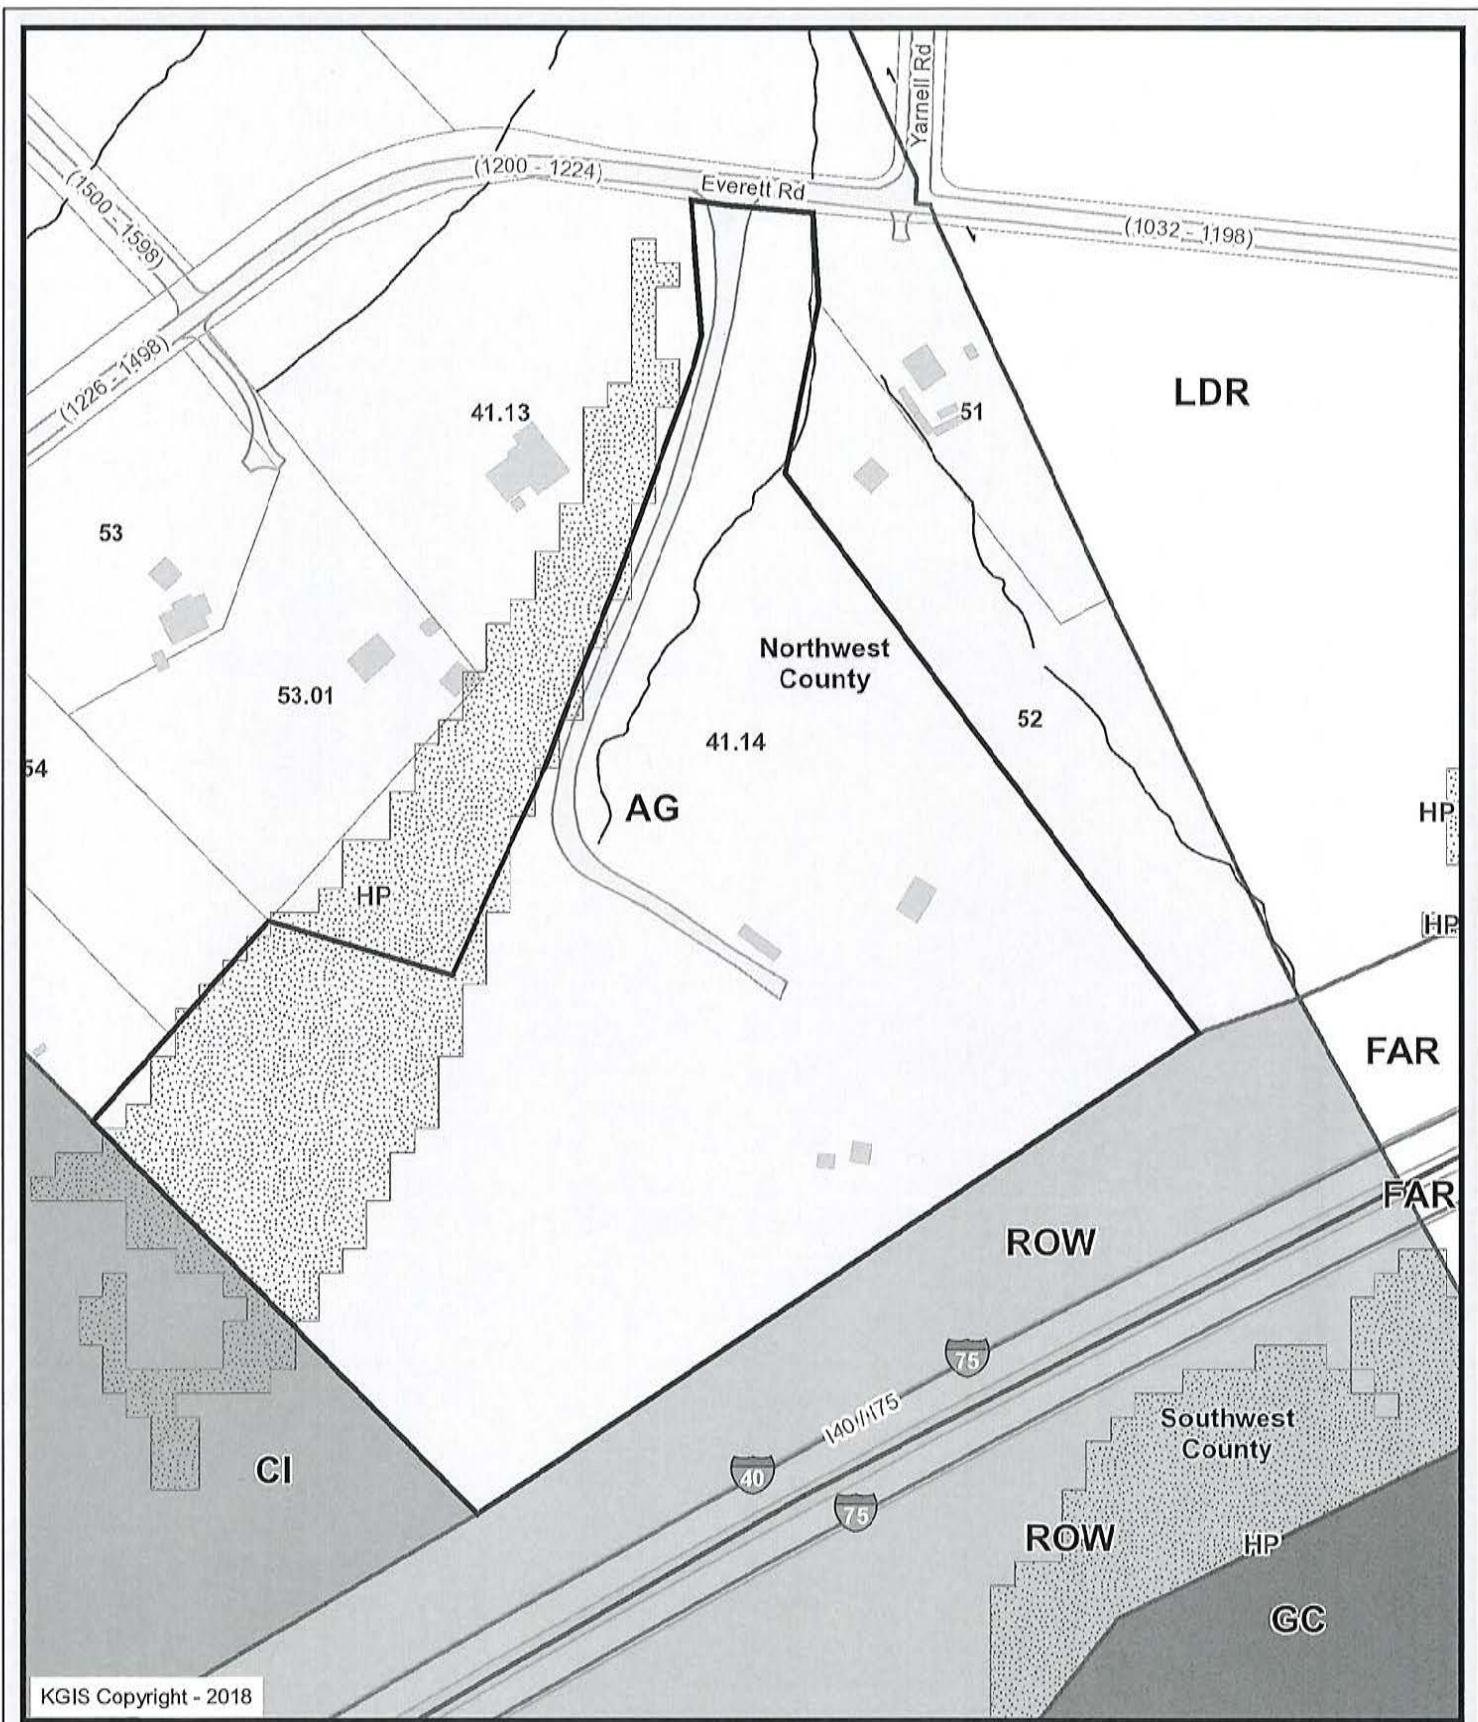 Yarnell Rd
(1200 - 1224)
Everett Rd
(1500 - 1598)
(1032 - 1198)
(1226 - 1498)
LDR
41.13
51
53
Northwest
County
53.01
52
41.14
54
AG
HP
HP
HP
HP
FAR
FAR
ROW
75
I40 / I75
Southwest
County
40
CI
75
ROW
HP
GC
KGIS Copyright - 2018